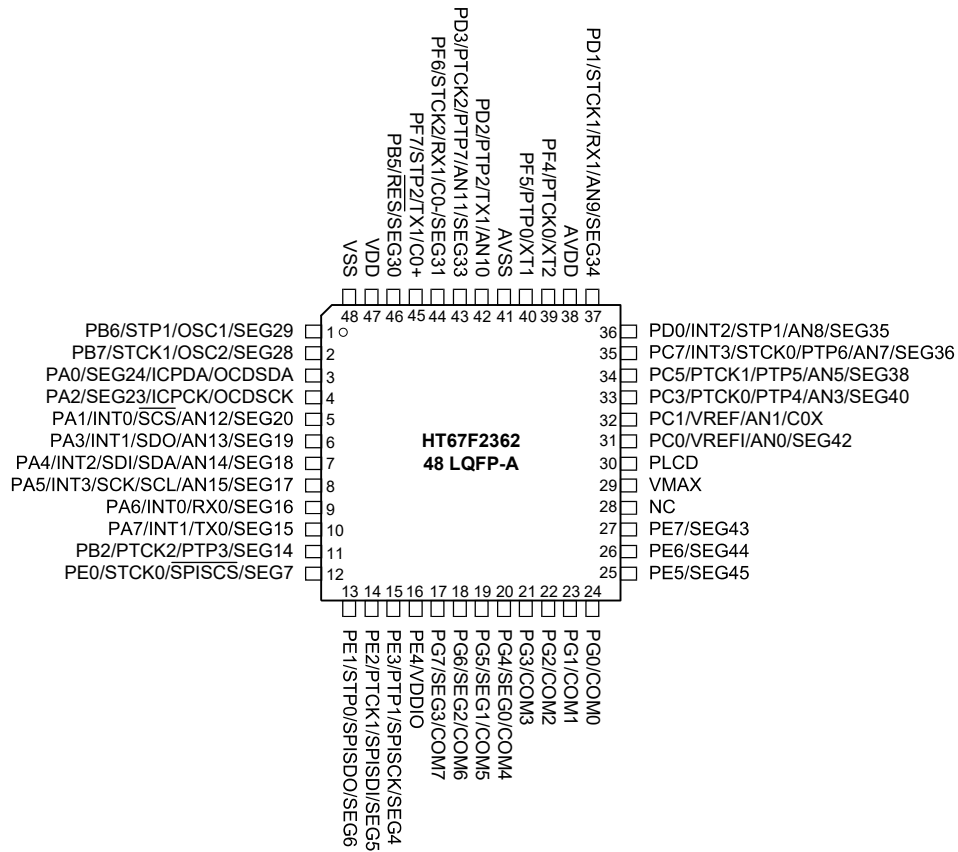 PD1/STCK1/RX1/AN9/SEG34
AVDD
PF4/PTCK0/XT2
PF5/PTP0/XT1
AVSS
PD2/PTP2/TX1/AN10
PD3/PTCK2/PTP7/AN11/SEG33
PF6/STCK2/RX1/C0-/SEG31
PF7/STP2/TX1/C0+
PB5/RES/SEG30
VDD
VSS
48 47 46 45 44 43 42 41 40 39 38 37
PB6/STP1/OSC1/SEG29 1
PB7/STCK1/OSC2/SEG28 2
PA0/SEG24/ICPDA/OCDSDA 3
PA2/SEG23/ICPCK/OCDSCK 4
PA1/INT0/SCS/AN12/SEG20 5
PA3/INT1/SDO/AN13/SEG19 6
PA4/INT2/SDI/SDA/AN14/SEG18 7
PA5/INT3/SCK/SCL/AN15/SEG17 8
PA6/INT0/RX0/SEG16 9
PA7/INT1/TX0/SEG15 10
PB2/PTCK2/PTP3/SEG14 11
PE0/STCK0/SPISCS/SEG7 12
HT67F2362
48 LQFP-A
36 PD0/INT2/STP1/AN8/SEG35
35 PC7/INT3/STCK0/PTP6/AN7/SEG36
34 PC5/PTCK1/PTP5/AN5/SEG38
33 PC3/PTCK0/PTP4/AN3/SEG40
32 PC1/VREF/AN1/C0X
31 PC0/VREFI/AN0/SEG42
30 PLCD
29 VMAX
28 NC
27 PE7/SEG43
26 PE6/SEG44
25 PE5/SEG45
13 14 15 16 17 18 19 20 21 22 23 24
PG0/COM0
PG1/COM1
PG2/COM2
PG3/COM3
PG4/SEG0/COM4
PG5/SEG1/COM5
PG6/SEG2/COM6
PG7/SEG3/COM7
PE4/VDDIO
PE3/PTP1/SPISCK/SEG4
PE2/PTCK1/SPISDI/SEG5
PE1/STP0/SPISDO/SEG6